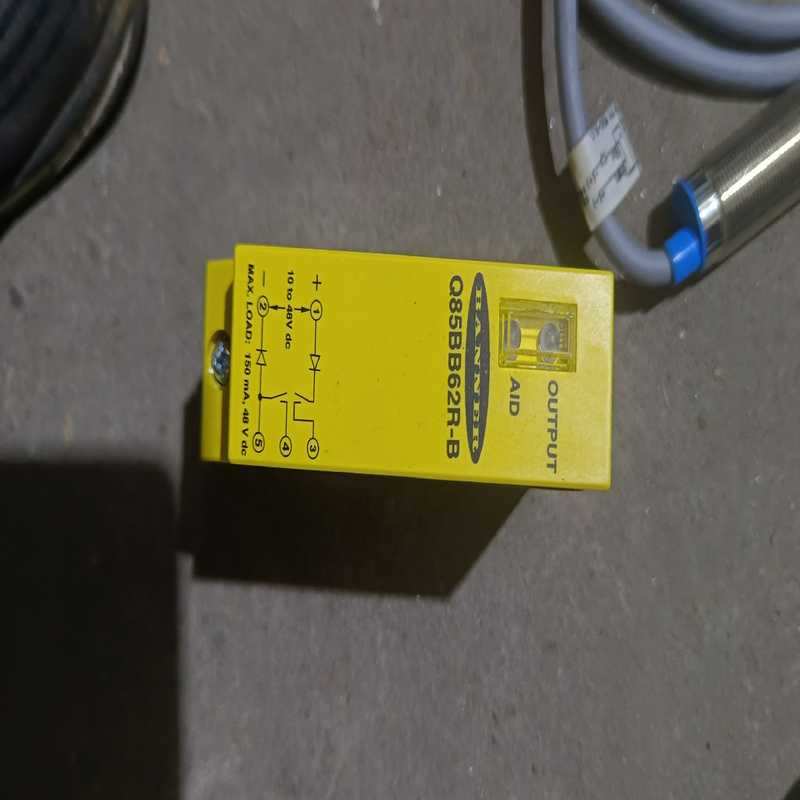 OUTPUT
AID
BANNER
Q85BB62R-B
+
1
3
10 to 48V dc
4
−
2
5
MAX. LOAD: 150 mA, 48 V dc